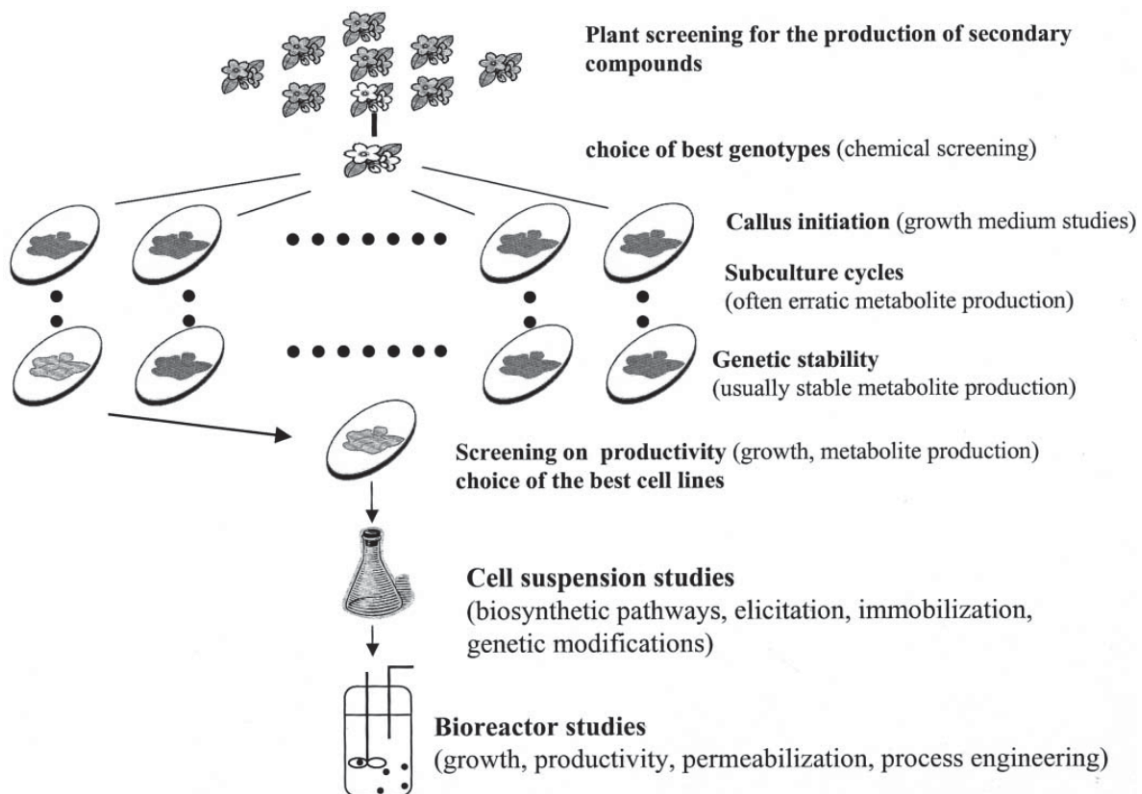 Plant screening for the production of secondary
compounds
choice of best genotypes (chemical screening)
Callus initiation (growth medium studies)
Subculture cycles
(often erratic metabolite production)
Genetic stability
(usually stable metabolite production)
Screening on productivity (growth, metabolite production)
choice of the best cell lines
Cell suspension studies
(biosynthetic pathways, elicitation, immobilization,
genetic modifications)
Bioreactor studies
(growth, productivity, permeabilization, process engineering)